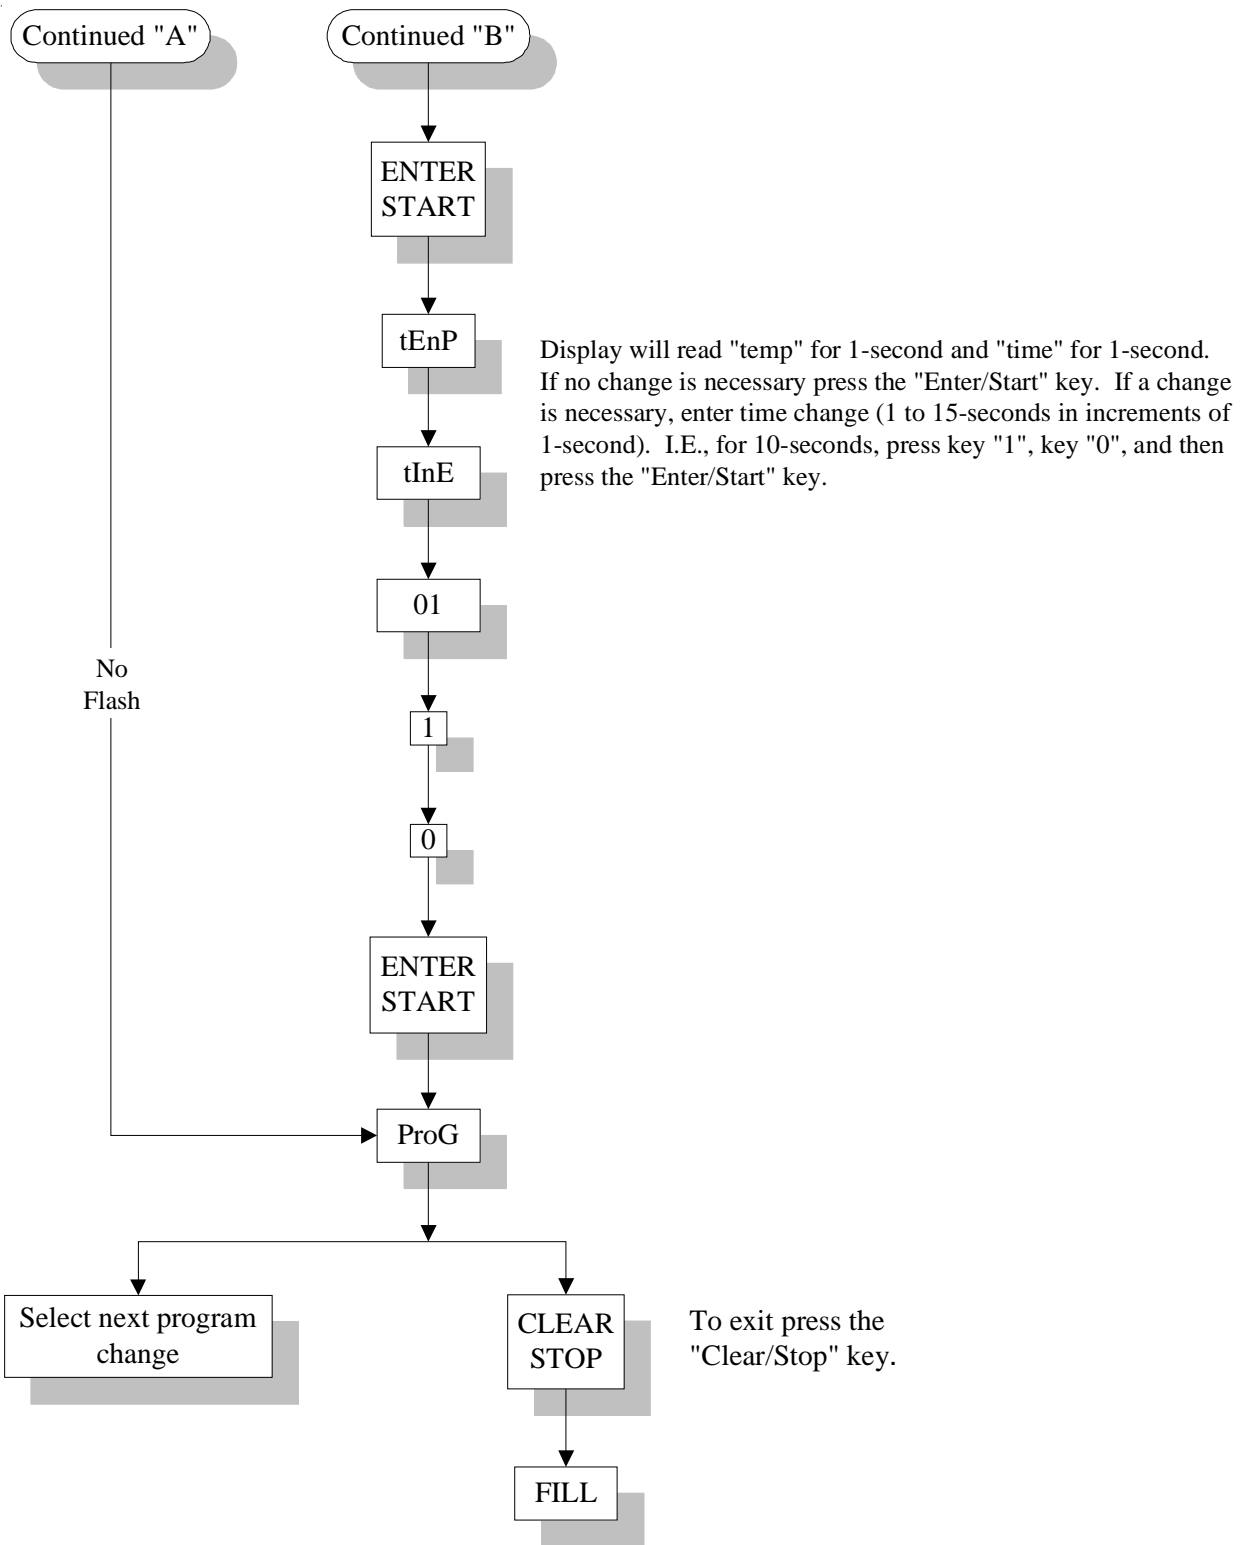 Continued "A"
Continued "B"
ENTER
START
tEnP
Display will read "temp" for 1-second and "time" for 1-second.
If no change is necessary press the "Enter/Start" key.  If a change
is necessary, enter time change (1 to 15-seconds in increments of
1-second).  I.E., for 10-seconds, press key "1", key "0", and then
press the "Enter/Start" key.
tInE
01
No
Flash
1
0
ENTER
START
ProG
Select next program
change
CLEAR
STOP
To exit press the
"Clear/Stop" key.
FILL